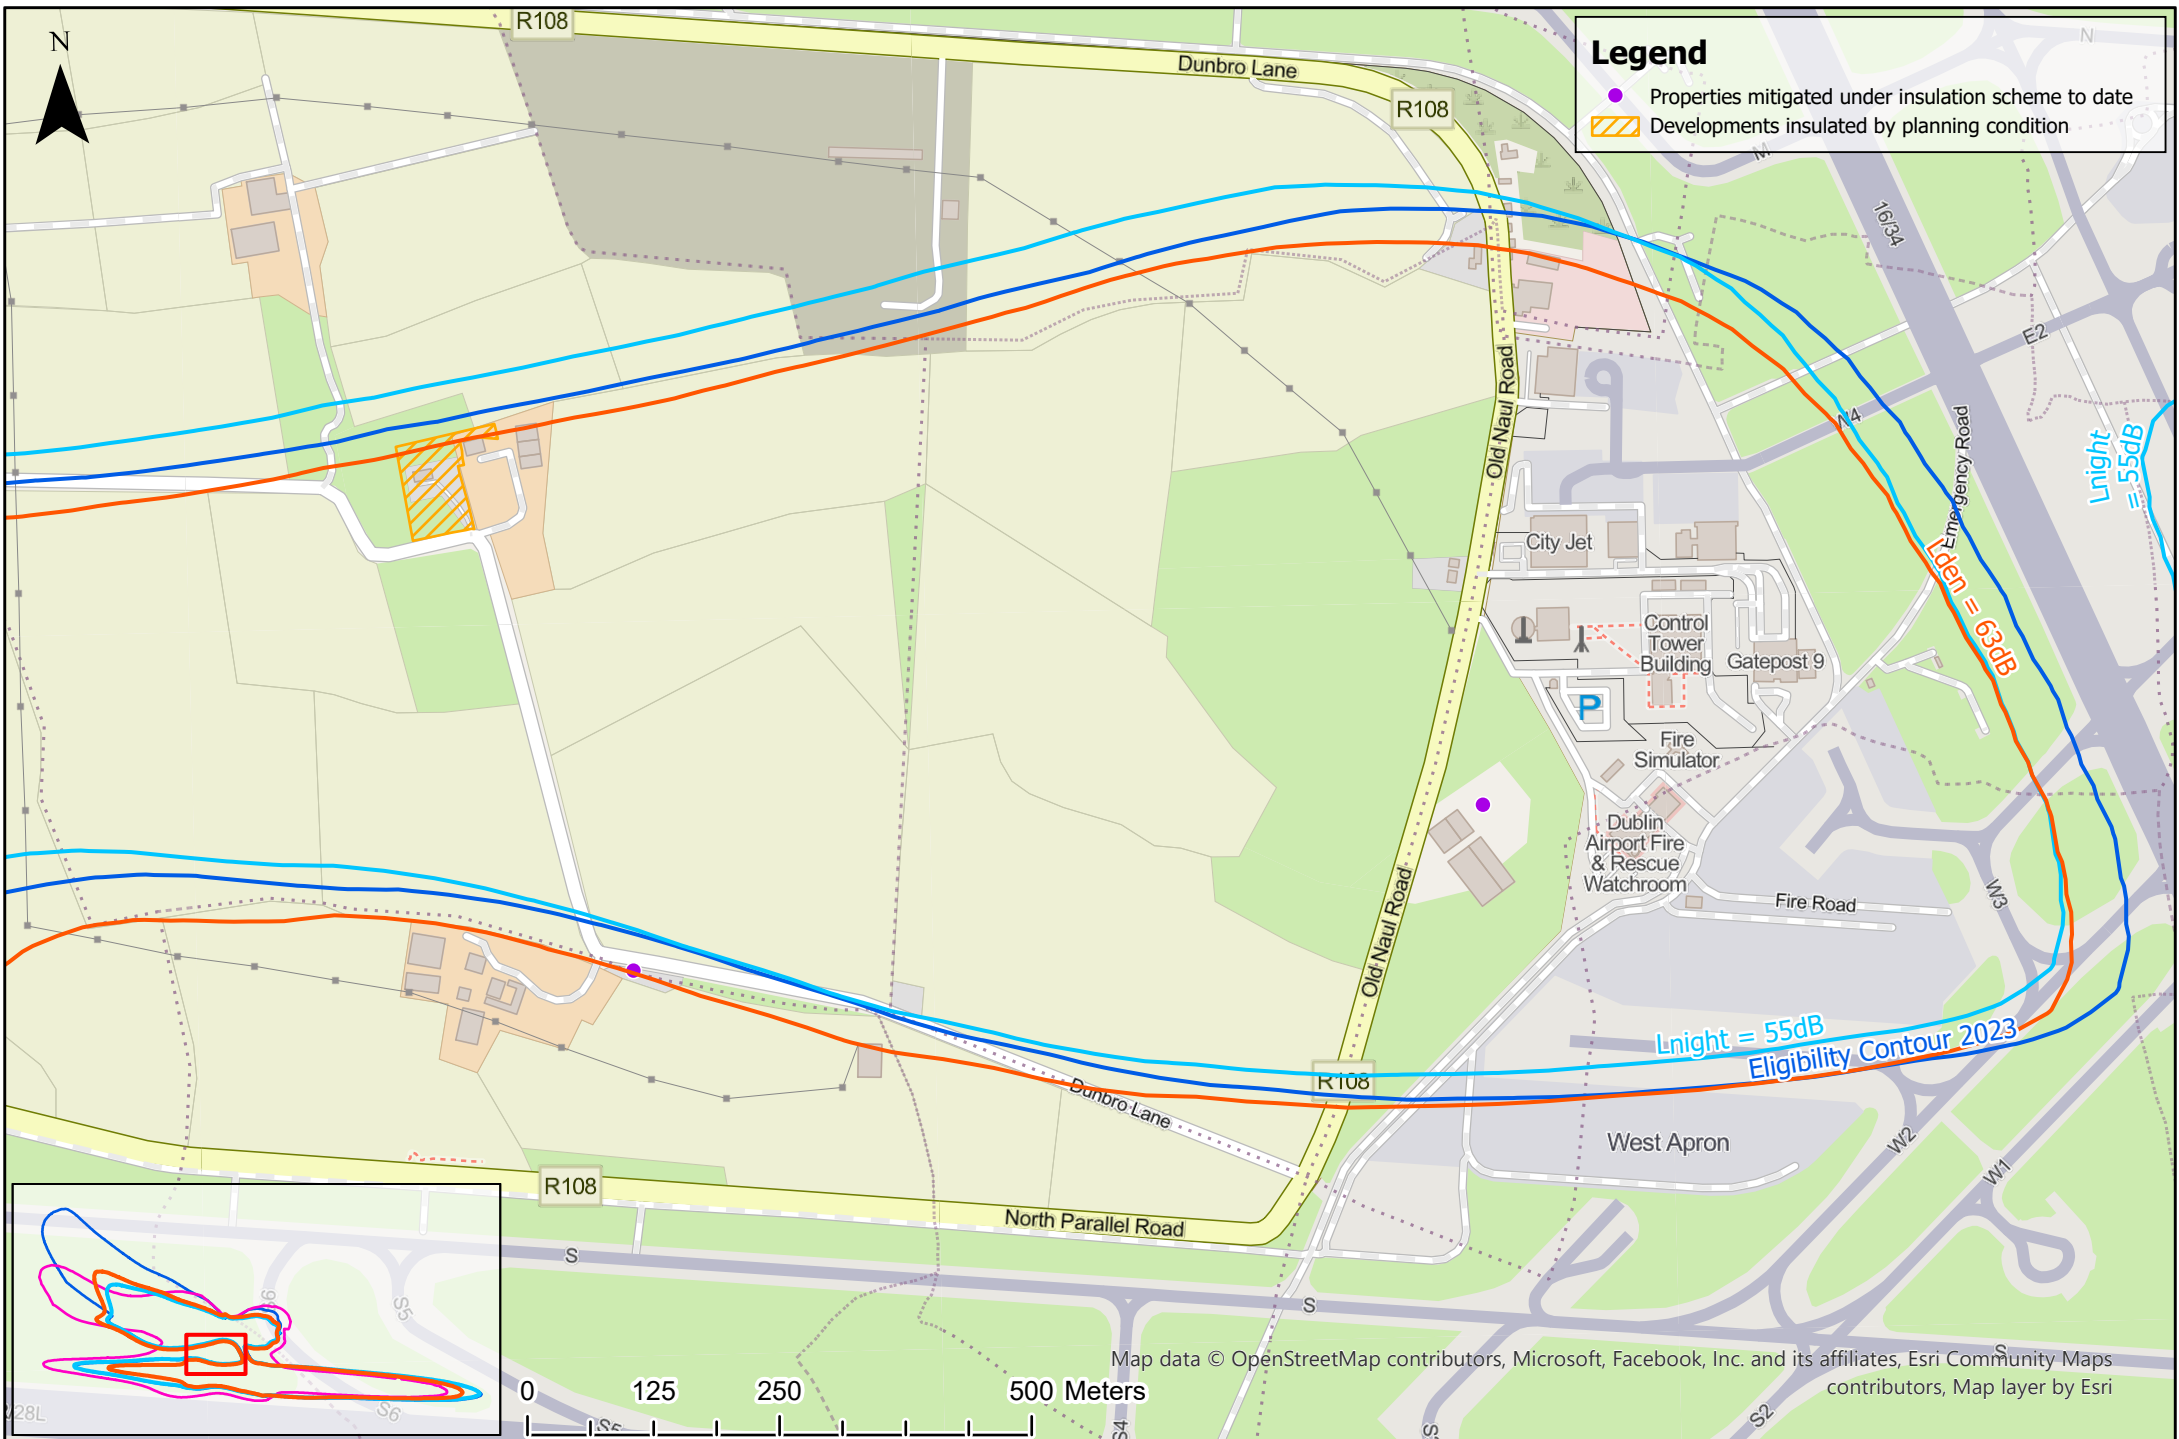 R108
Dunbro Lane
R108
N
Legend
Properties mitigated under insulation scheme to date
Developments insulated by planning condition
N
M
16/34
E2
N4
Emergency Road
Lnight
= 55dB
Old Naul Road
City Jet
Control
Tower
Building
Gatepost 9
Lden = 63dB
P
Fire
Simulator
Dublin
Airport Fire
& Rescue
Watchroom
Fire Road
W3
Old Naul Road
Lnight = 55dB
Eligibility Contour 2023
R108
Dunbro Lane
West Apron
W2
W1
R108
North Parallel Road
S
S
S
S5
S6
S5
S4
S2
/28L
0 125 250 500 Meters
Map data © OpenStreetMap contributors, Microsoft, Facebook, Inc. and its affiliates, Esri Community Maps
contributors, Map layer by Esri